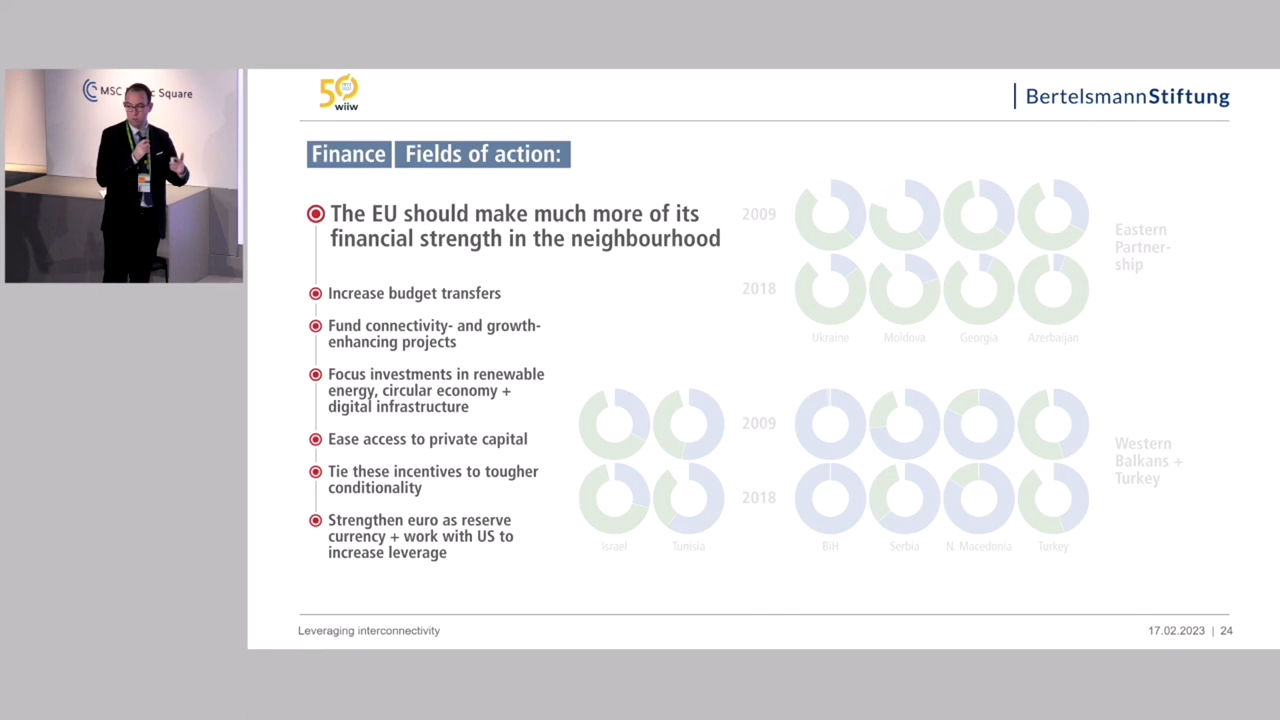 MSC
Square
50
wiiw
BertelsmannStiftung
Finance Fields of action:
The EU should make much more of its
financial strength in the neighbourhood
Increase budget transfers
Fund connectivity- and growth-
enhancing projects
Focus investments in renewable
energy, circular economy +
digital infrastructure
Ease access to private capital
Tie these incentives to tougher
conditionality
Strengthen euro as reserve
currency + work with US to
increase leverage
2009
2018
Ukraine
Moldova
Georgia
Azerbaijan
Eastern
Partner-
ship
2009
2018
Israel
Tunisia
BiH
Serbia
N. Macedonia
Turkey
Western
Balkans +
Turkey
Leveraging interconnectivity
17.02.2023 | 24